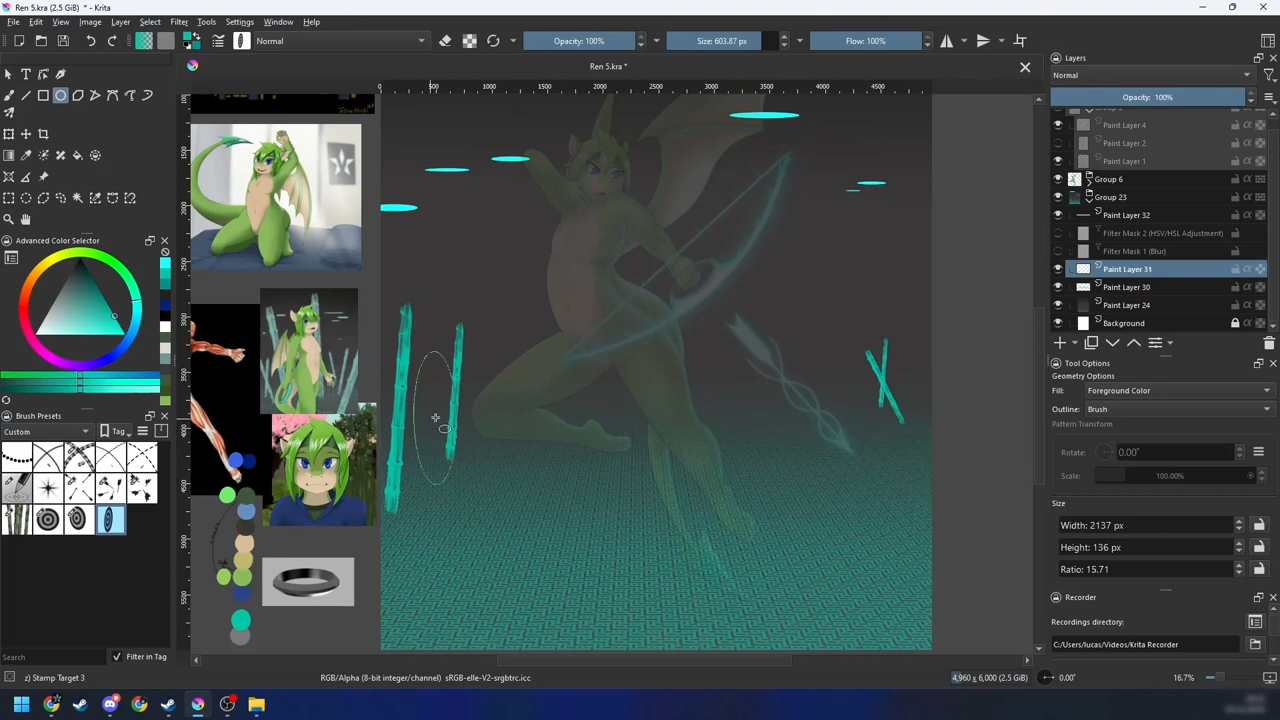 Ren 5.kra (2.5 GiB) * - Krita
File Edit View Image Layer Select Filter Tools Settings Window Help
Normal
Opacity: 100%
Size: 603.87 px
Flow: 100%
Ren 5.kra *
0 500 1000 1500 2000 2500 3000 3500 4000 4500
Layers
Normal
Opacity: 100%
Paint Layer 4
Paint Layer 2
Paint Layer 1
Group 6
Group 23
Paint Layer 32
Filter Mask 2 (HSV/HSL Adjustment)
Filter Mask 1 (Blur)
Paint Layer 31
Paint Layer 30
Paint Layer 24
Background
Advanced Color Selector
Brush Presets
Custom
Tag
Search
Filter in Tag
Tool Options
Geometry Options
Fill: Foreground Color
Outline: Brush
Pattern Transform
Rotate: 0.00°
Scale: 100.00%
Size
Width: 2137 px
Height: 136 px
Ratio: 15.71
Recorder
Recordings directory:
C:/Users/lucas/Videos/Krita Recorder
z) Stamp Target 3
RGB/Alpha (8-bit integer/channel) sRGB-elle-V2-srgbtrc.icc
4,960 x 6,000 (2.5 GiB)
0.00°
16.7%